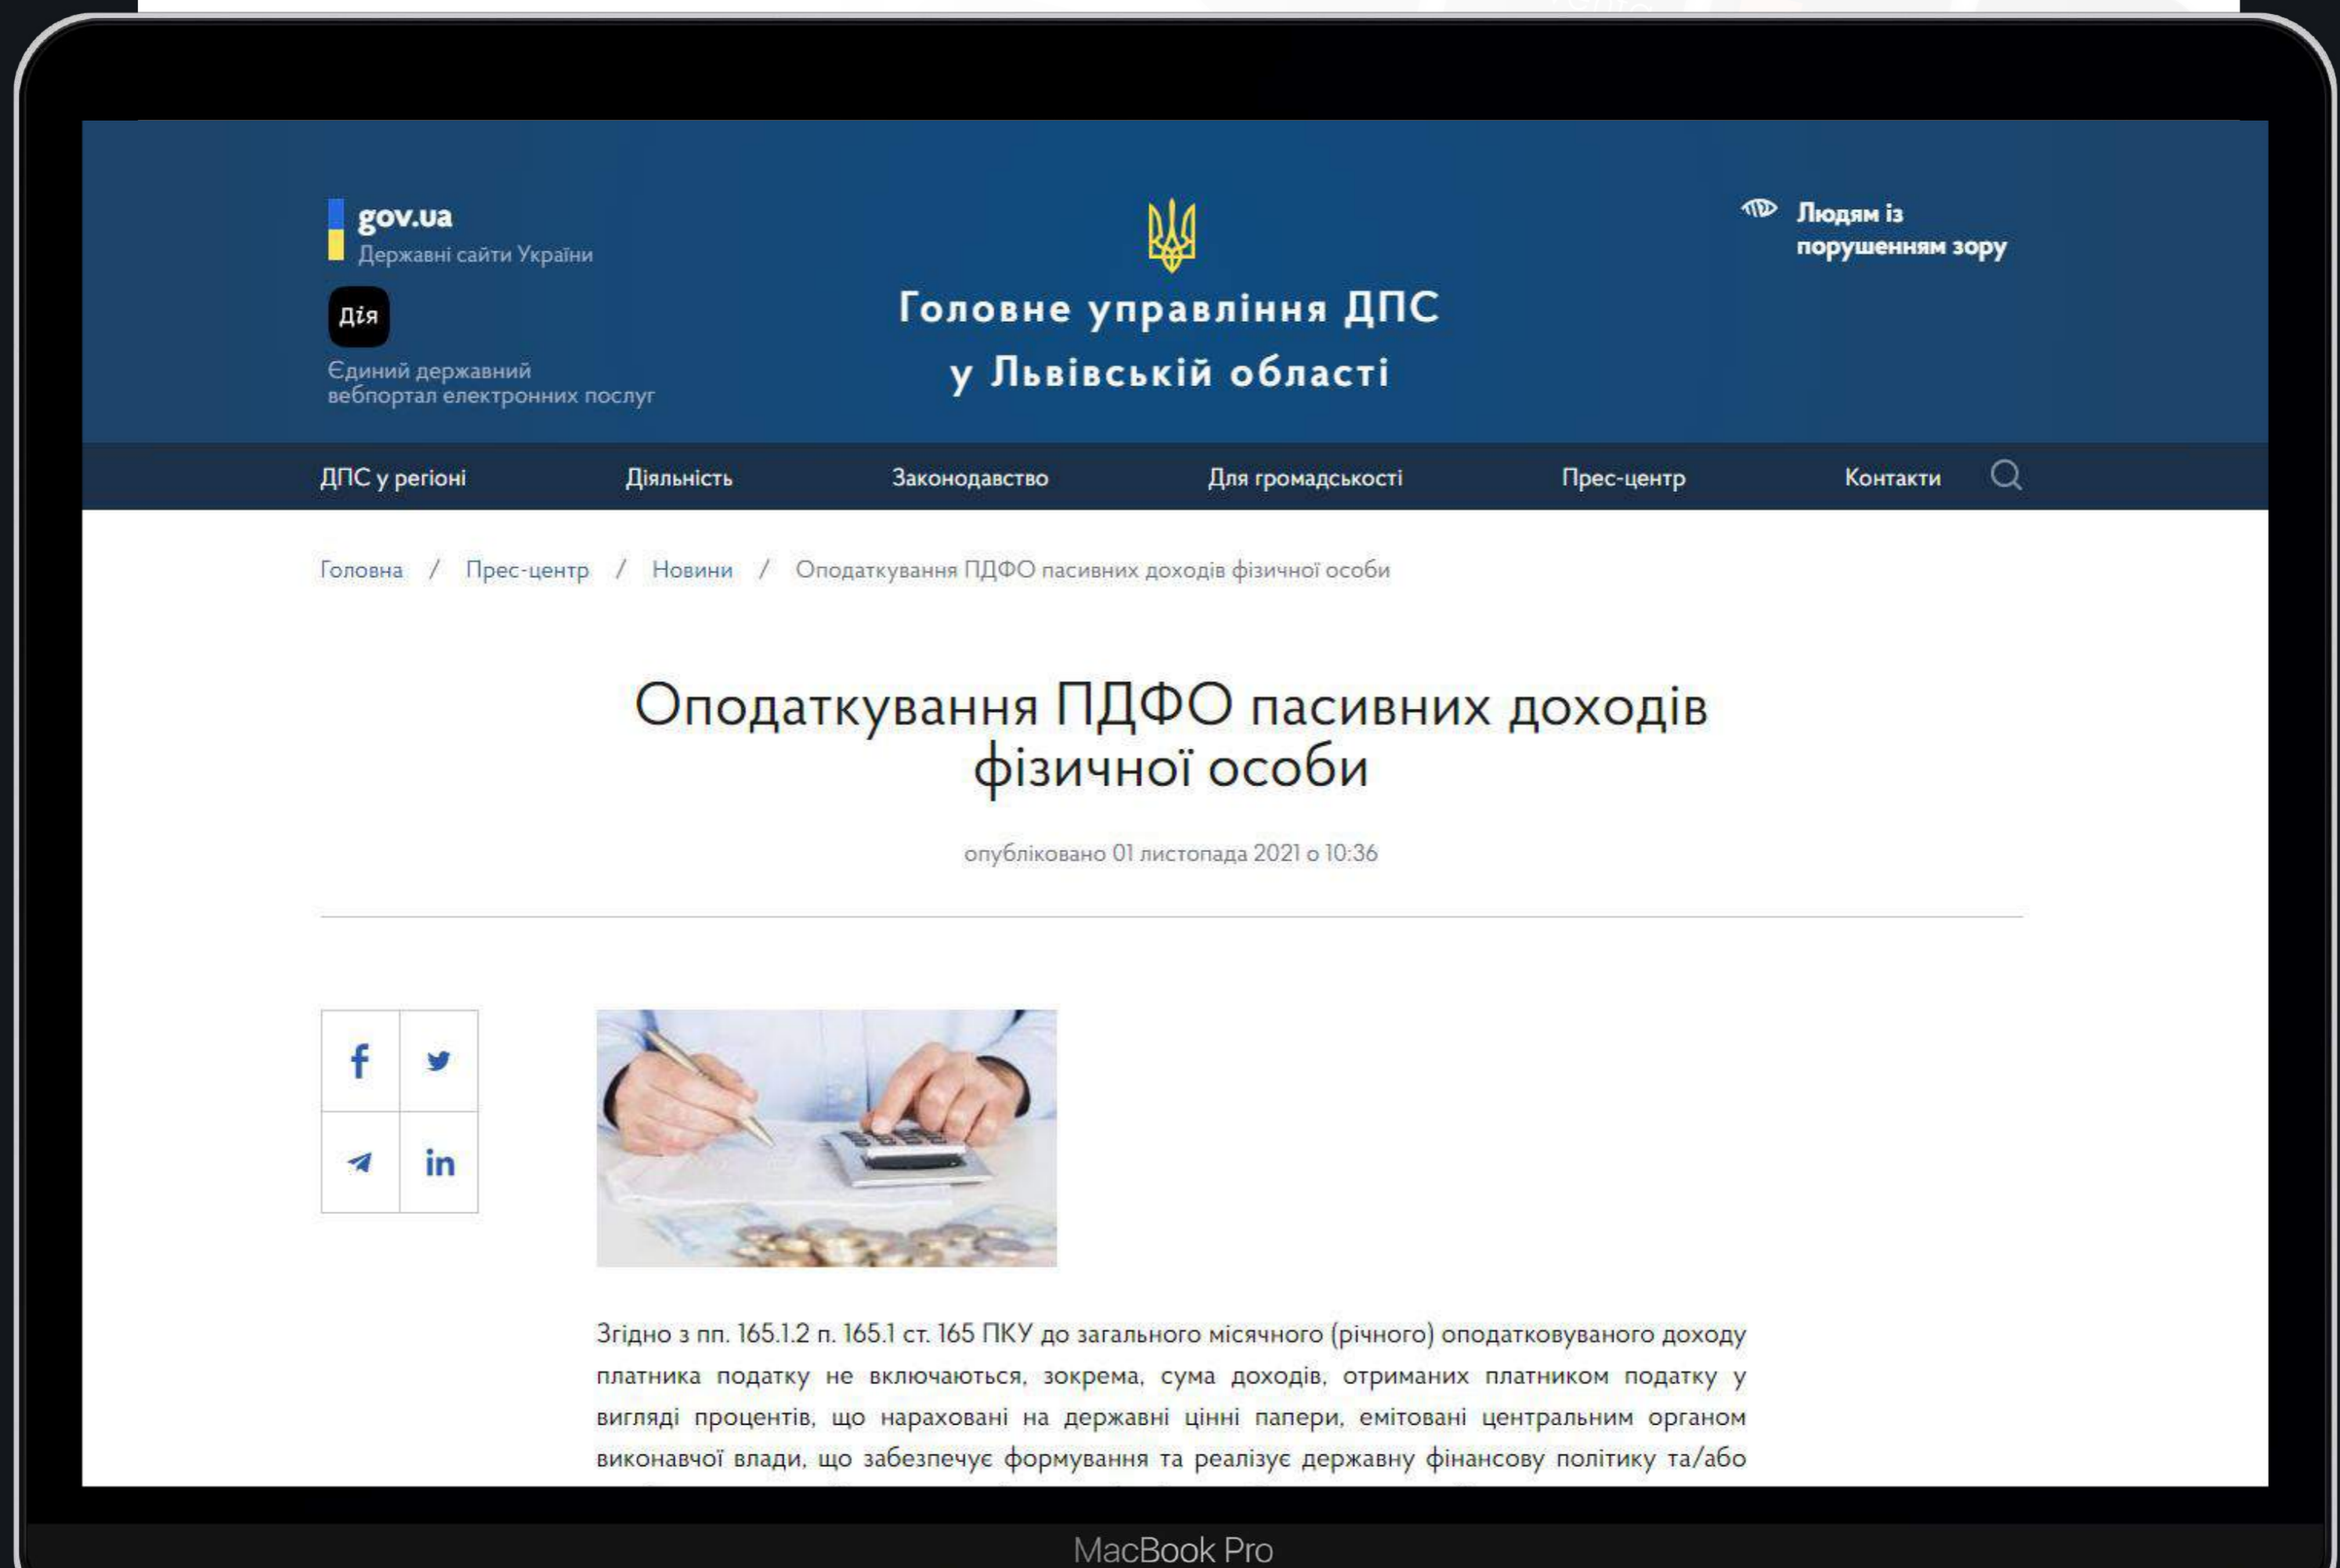 gov.ua
Державні сайти України
Дія
Єдиний державний
вебпортал електронних послуг
Головне управління ДПС
у Львівській області
Людям із
порушенням зору
ДПС у регіоні
Діяльність
Законодавство
Для громадськості
Прес-центр
Контакти
Головна / Прес-центр / Новини / Оподаткування ПДФО пасивних доходів фізичної особи
Оподаткування ПДФО пасивних доходів
фізичної особи
опубліковано 01 листопада 2021 о 10:36
f
in
Згідно з пп. 165.1.2 п. 165.1 ст. 165 ПКУ до загального місячного (річного) оподатковуваного доходу
платника податку не включаються, зокрема, сума доходів, отриманих платником податку у
вигляді процентів, що нараховані на державні цінні папери, емітовані центральним органом
виконавчої влади, що забезпечує формування та реалізує державну фінансову політику та/або
MacBook Pro